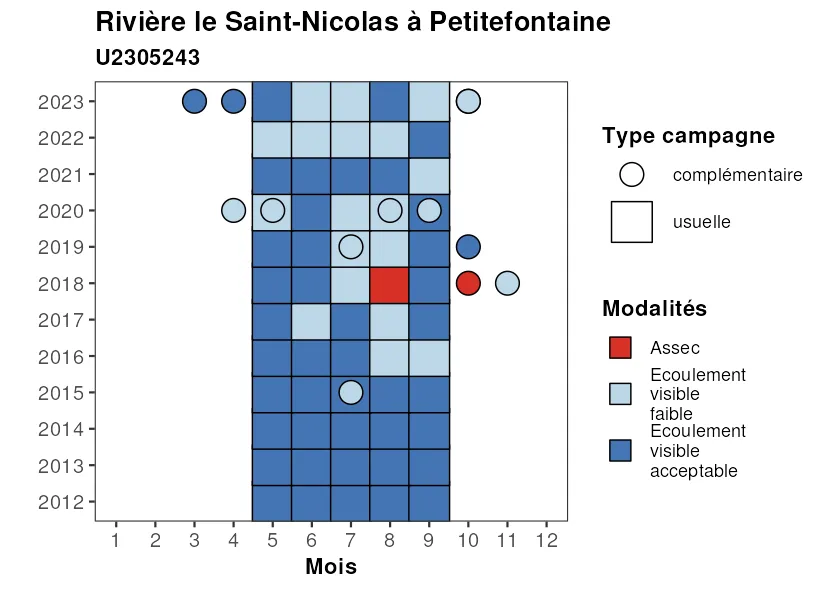 Rivière le Saint-Nicolas à Petitefontaine
U2305243
2023
2022
2021
2020
2019
2018
2017
2016
2015
2014
2013
2012
1 2 3 4 5 6 7 8 9 10 11 12
Mois
Type campagne
complémentaire
usuelle
Modalités
Assec
Ecoulement
visible
faible
Ecoulement
visible
acceptable